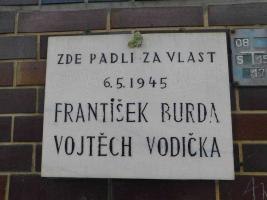 ZDE PADLI ZA VLAST
6.5.1945
FRANTIŠEK BURDA
VOJTĚCH VODIČKA